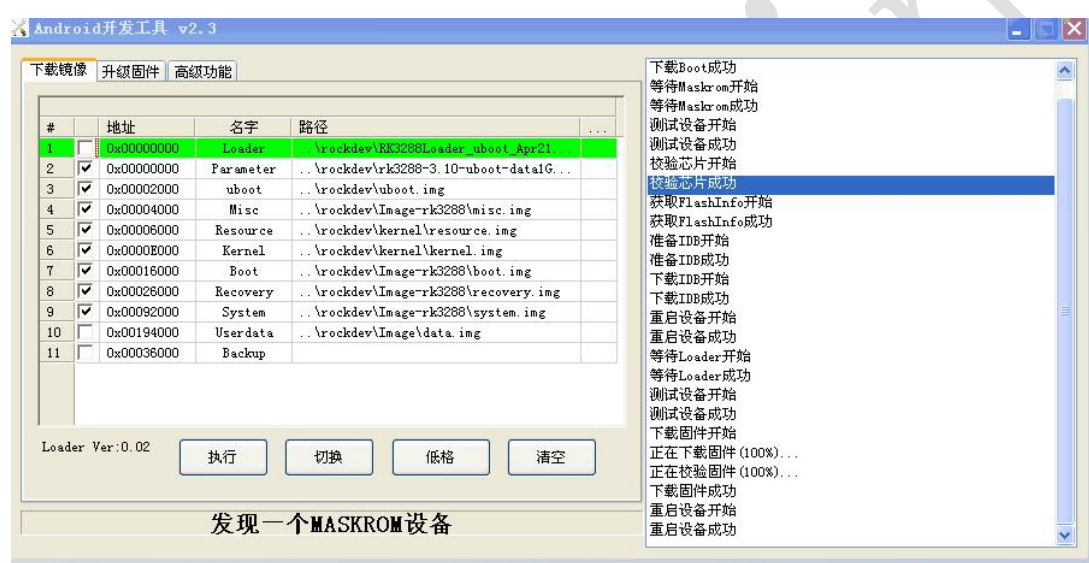 Android开发工具 v2.3
下载镜像 升级固件 高级功能
# 地址 名字 路径 ...
1 0x00000000 Loader ..\rockdev\RK3288Loader_uboot_Apr21...
2 0x00000000 Parameter ..\rockdev\rk3288-3.10-uboot-data1G...
3 0x00002000 uboot ..\rockdev\uboot.img
4 0x00004000 Misc ..\rockdev\Image-rk3288\misc.img
5 0x00006000 Resource ..\rockdev\kernel\resource.img
6 0x0000E000 Kernel ..\rockdev\kernel\kernel.img
7 0x00016000 Boot ..\rockdev\Image-rk3288\boot.img
8 0x00026000 Recovery ..\rockdev\Image-rk3288\recovery.img
9 0x00092000 System ..\rockdev\Image-rk3288\system.img
10 0x00194000 Userdata ..\rockdev\Image\data.img
11 0x00036000 Backup
Loader Ver:0.02 执行 切换 低格 清空
发现一个MASKROM设备
下载Boot成功
等待Maskrom开始
等待Maskrom成功
测试设备开始
测试设备成功
校验芯片开始
校验芯片成功
获取FlashInfo开始
获取FlashInfo成功
准备IDB开始
准备IDB成功
下载IDB开始
下载IDB成功
重启设备开始
重启设备成功
等待Loader开始
等待Loader成功
测试设备开始
测试设备成功
下载固件开始
正在下载固件(100%)...
正在校验固件(100%)...
下载固件成功
重启设备开始
重启设备成功